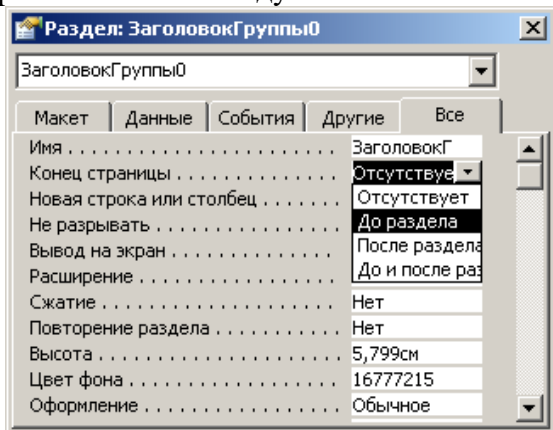 Раздел: ЗаголовокГруппы0
ЗаголовокГруппы0
Макет Данные События Другие Все
Имя ЗаголовокГ
Конец страницы Отсутствуе
Новая строка или столбец Отсутствует
Не разрывать До раздела
Вывод на экран После раздела
Расширение До и после раз
Сжатие Нет
Повторение раздела Нет
Высота 5,799см
Цвет фона 16777215
Оформление Обычное